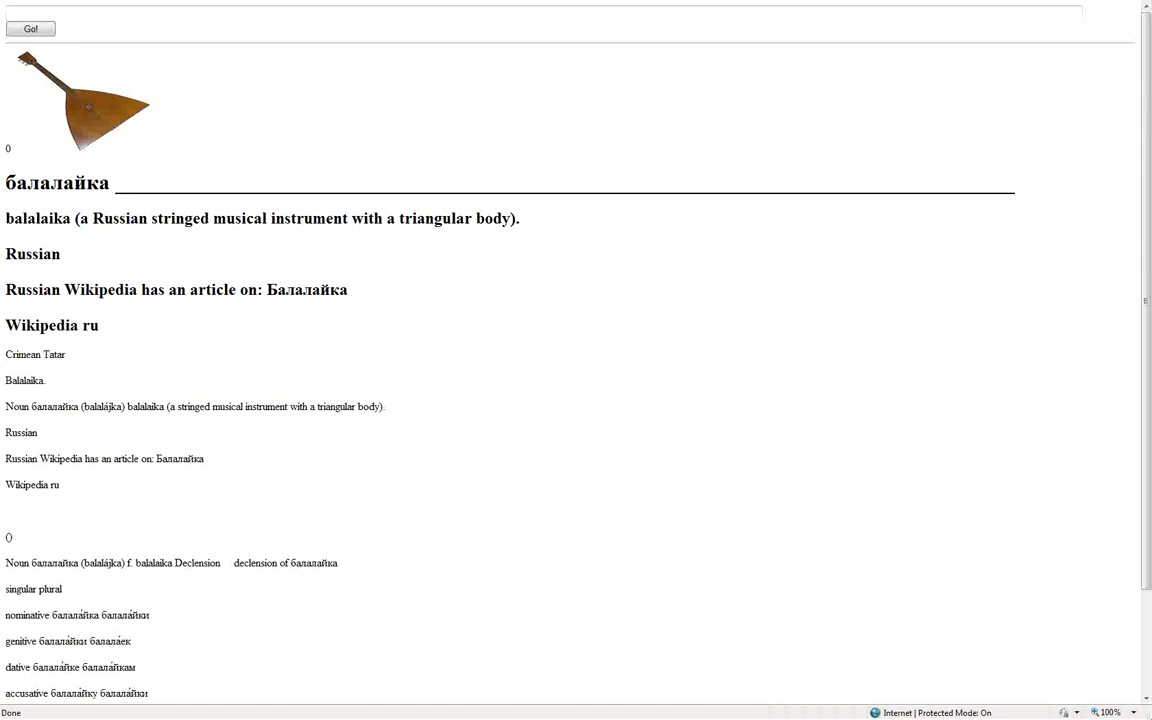 Go!
0
балалайка
balalaika (a Russian stringed musical instrument with a triangular body).
Russian
Russian Wikipedia has an article on: Балалайка
Wikipedia ru
Crimean Tatar
Balalaika.
Noun балалайка (balalájka) balalaika (a stringed musical instrument with a triangular body).
Russian
Russian Wikipedia has an article on: Балалайка
Wikipedia ru
()
Noun балалайка (balalájka) f. balalaika Declension declension of балалайка
singular plural
nominative балала́йка балала́йки
genitive балала́йки балала́ек
dative балала́йке балала́йкам
accusative балала́йку балала́йки
Done
Internet | Protected Mode: On
100%